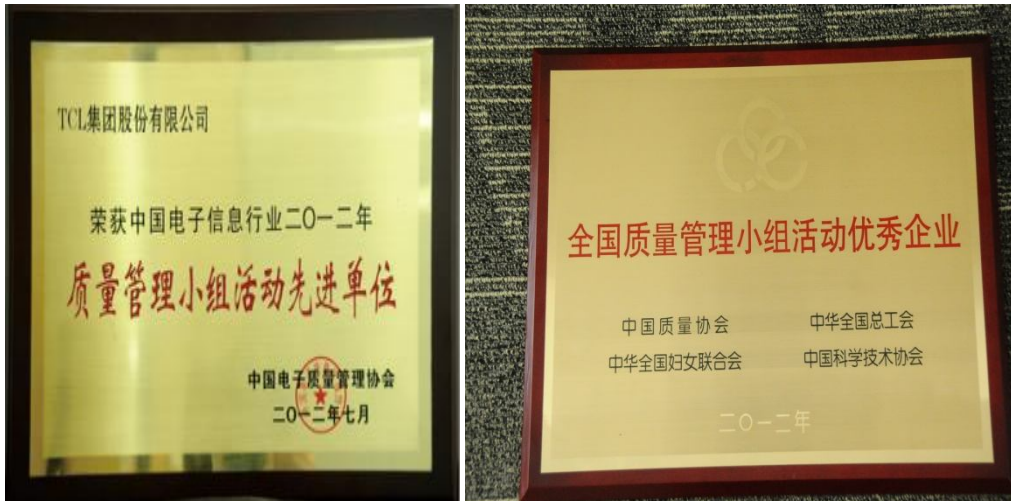 TCL集团股份有限公司
荣获中国电子信息行业二〇一二年
质量管理小组活动先进单位
中国电子质量管理协会
二〇一二年七月
全国质量管理小组活动优秀企业
中国质量协会 中华全国总工会
中华全国妇女联合会 中国科学技术协会
二〇一二年